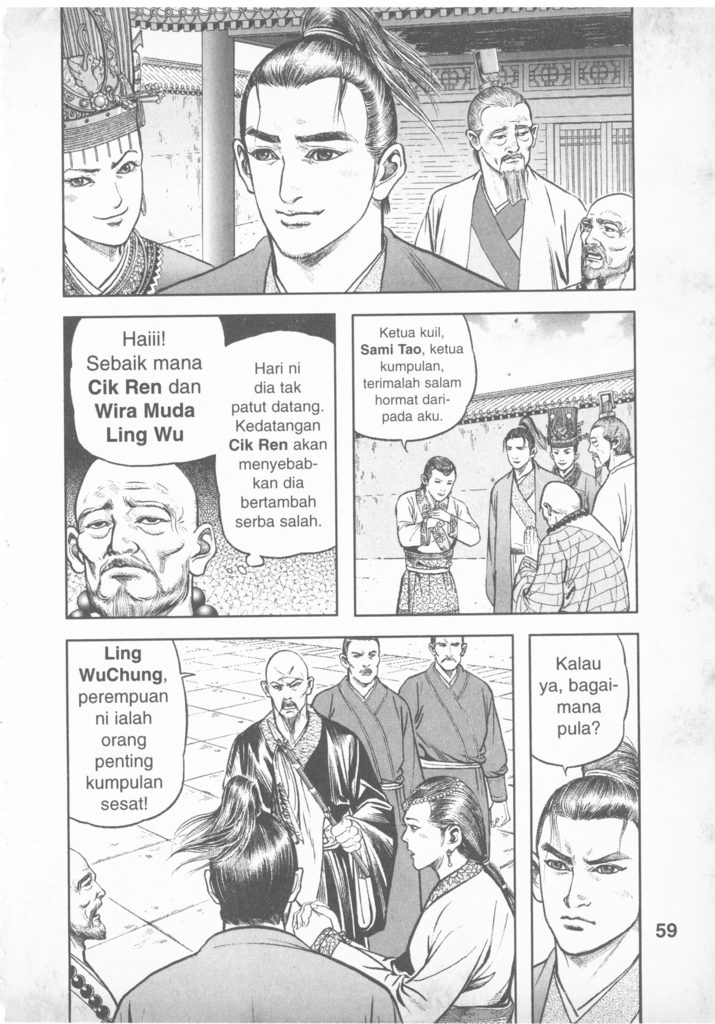 Haiii!
Sebaik mana
Cik Ren dan
Wira Muda
Ling Wu
Hari ni
dia tak
patut datang.
Kedatangan
Cik Ren akan
menyebab-
kan dia
bertambah
serba salah.
Ketua kuil,
Sami Tao, ketua
kumpulan,
terimalah salam
hormat dari-
pada aku.
Ling
WuChung,
perempuan
ni ialah
orang
penting
kumpulan
sesat!
Kalau
ya, bagai-
mana
pula?
59